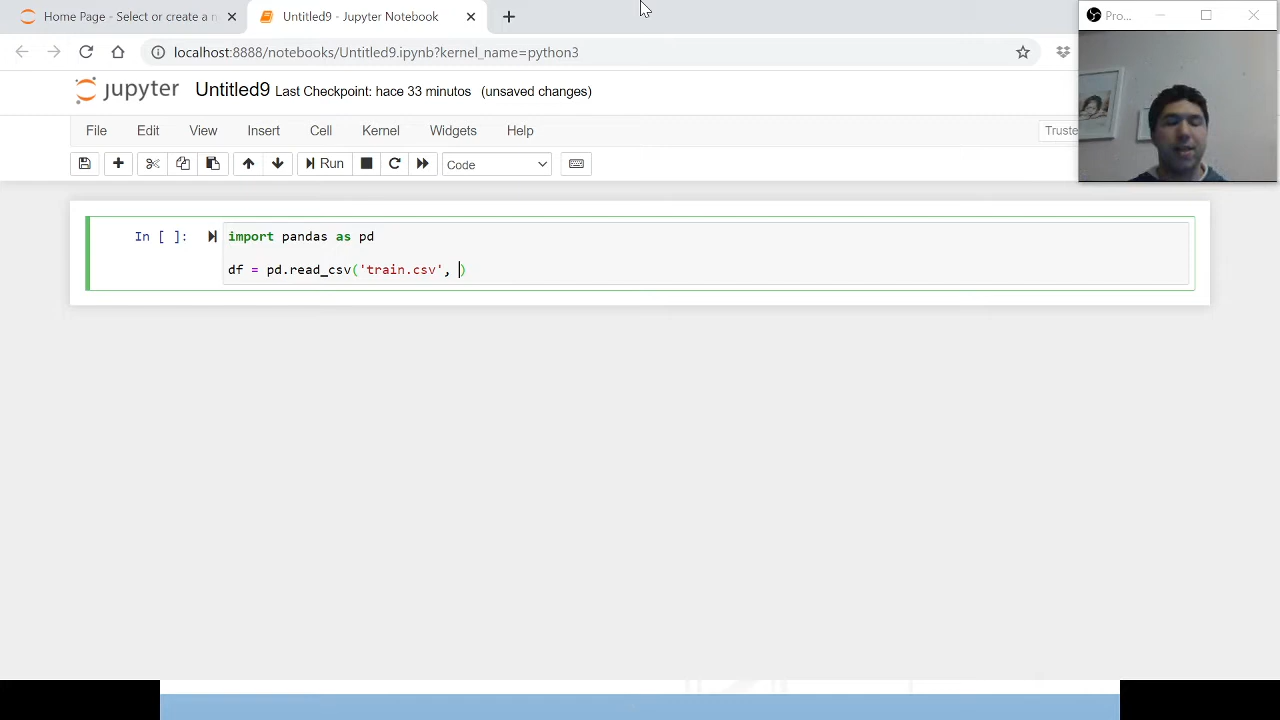 Home Page - Select or create a n
Untitled9 - Jupyter Notebook
Pro...
localhost:8888/notebooks/Untitled9.ipynb?kernel_name=python3
jupyter Untitled9 Last Checkpoint: hace 33 minutos (unsaved changes)
File Edit View Insert Cell Kernel Widgets Help
Truste
Run Code
In [ ]: import pandas as pd
df = pd.read_csv('train.csv', )